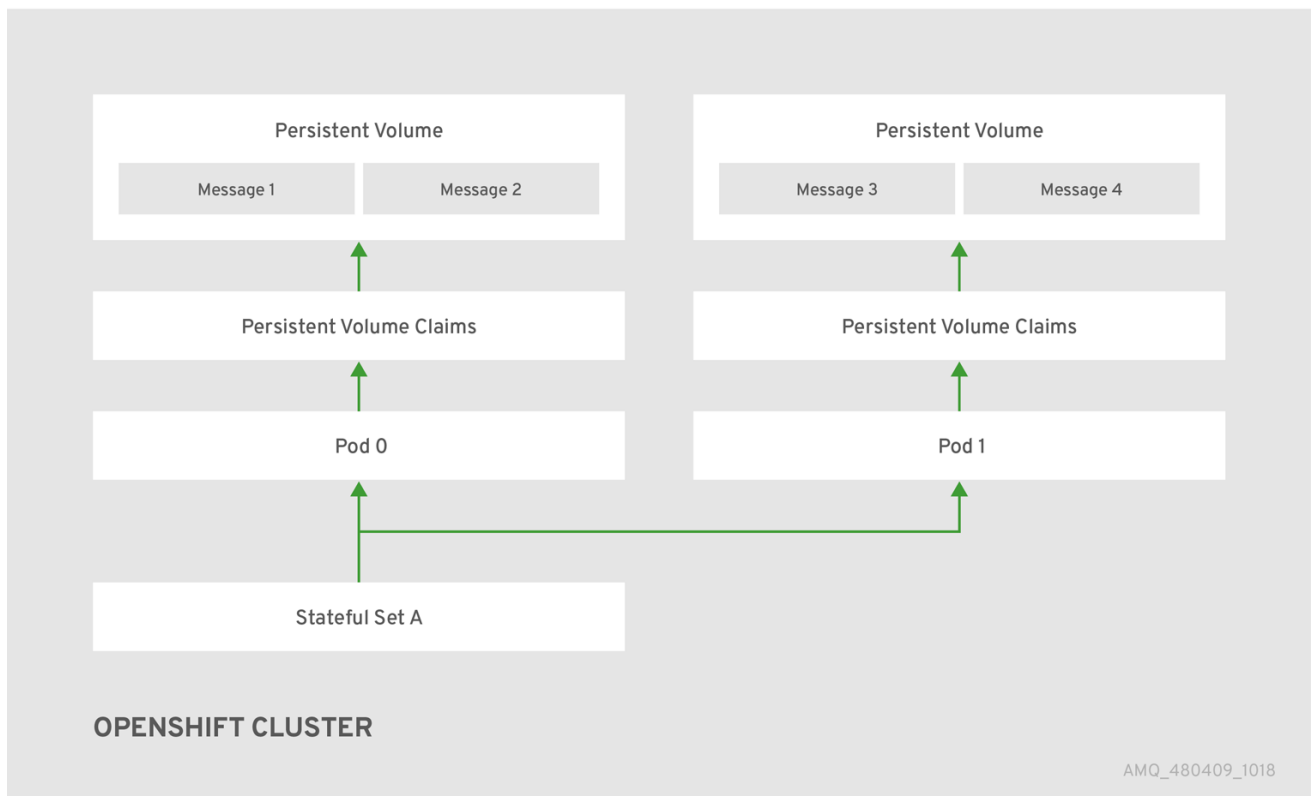 Persistent Volume
Message 1
Message 2
Persistent Volume
Message 3
Message 4
Persistent Volume Claims
Persistent Volume Claims
Pod 0
Pod 1
Stateful Set A
OPENSHIFT CLUSTER
AMQ_480409_1018